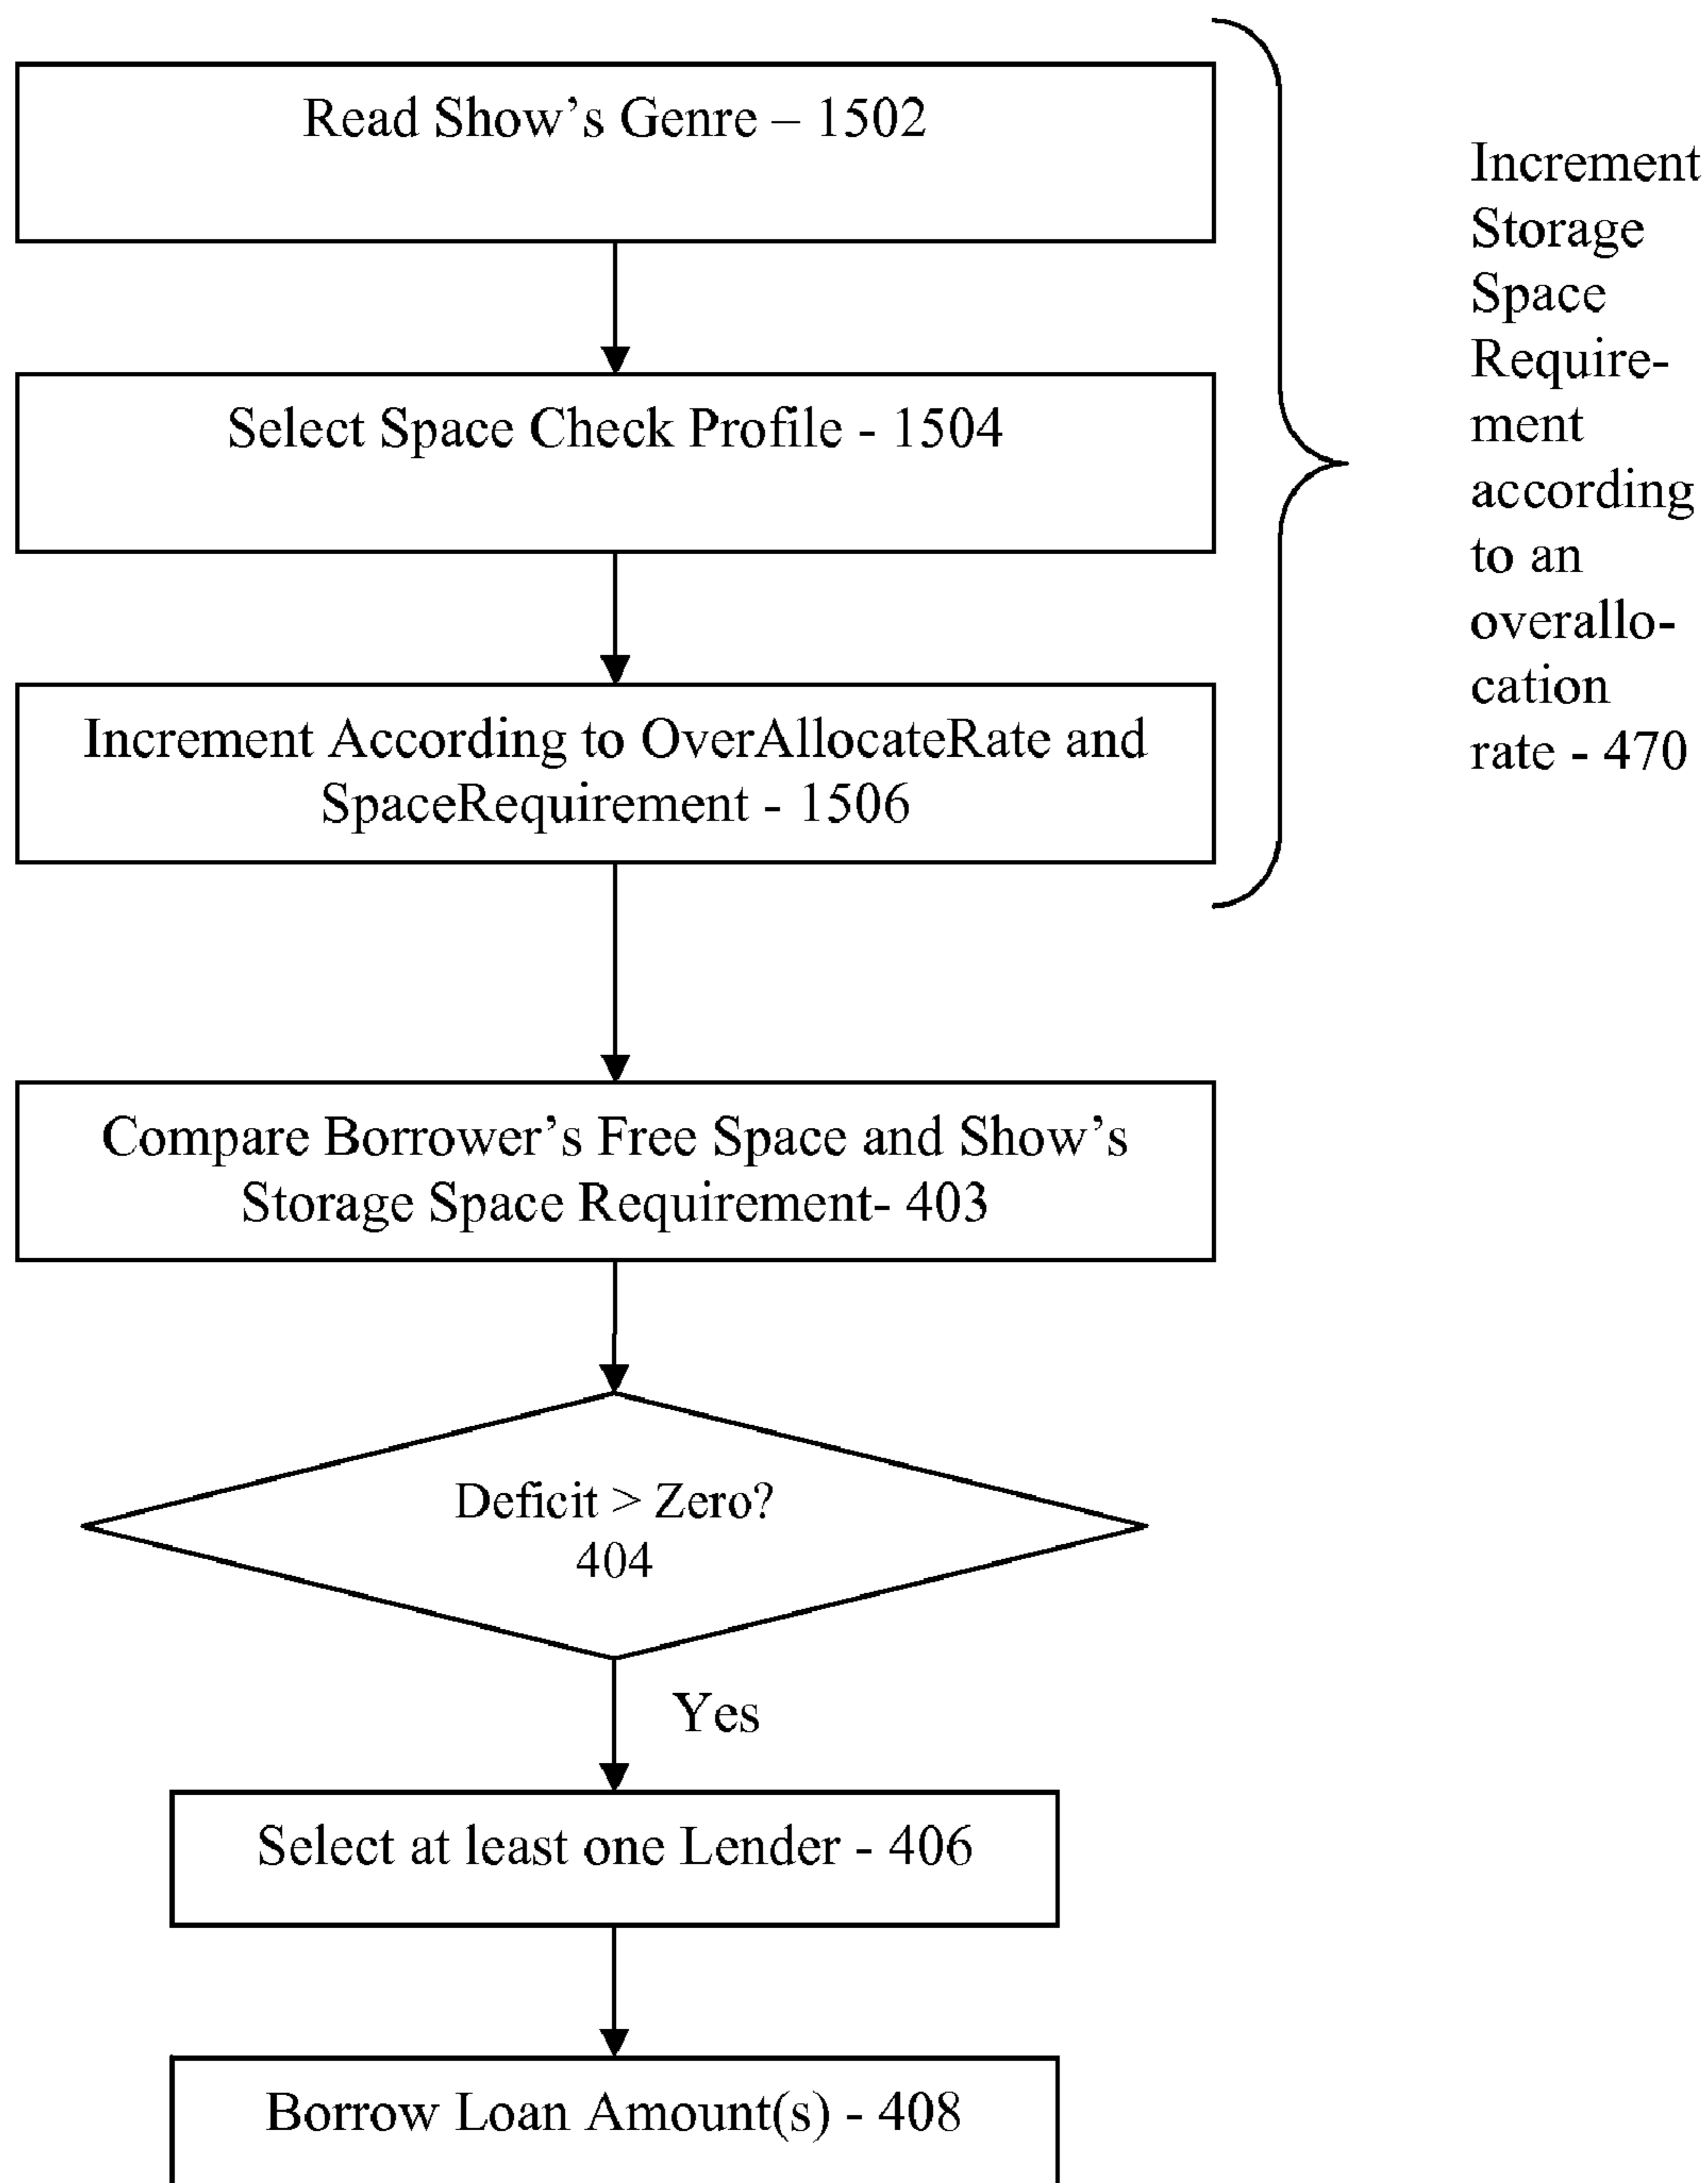 Read Show's Genre – 1502
Select Space Check Profile - 1504
Increment According to OverAllocateRate and
SpaceRequirement - 1506
Increment
Storage
Space
Require-
ment
according
to an
overallo-
cation
rate - 470
Compare Borrower's Free Space and Show's
Storage Space Requirement- 403
Deficit > Zero?
404
Yes
Select at least one Lender - 406
Borrow Loan Amount(s) - 408